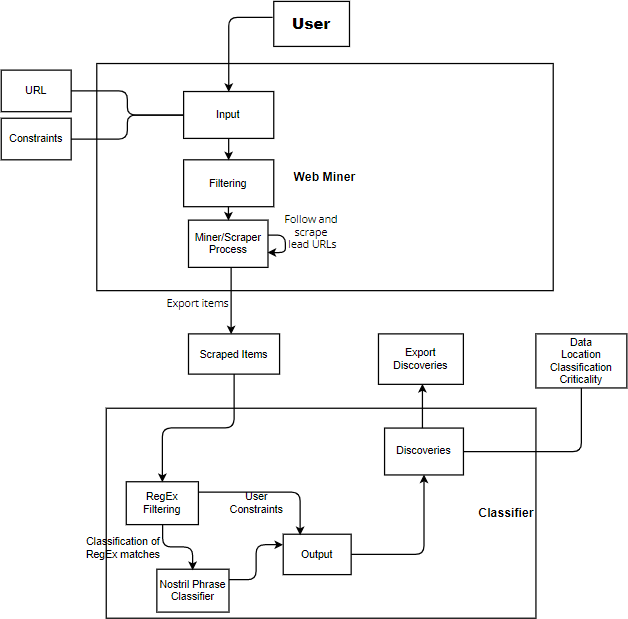 User
URL
Constraints
Input
Filtering
Web Miner
Miner/Scraper
Process
Follow and
scrape
lead URLs
Export items
Scraped Items
Export
Discoveries
Data
Location
Classification
Criticality
Discoveries
RegEx
Filtering
User
Constraints
Classifier
Classification of
RegEx matches
Output
Nostril Phrase
Classifier